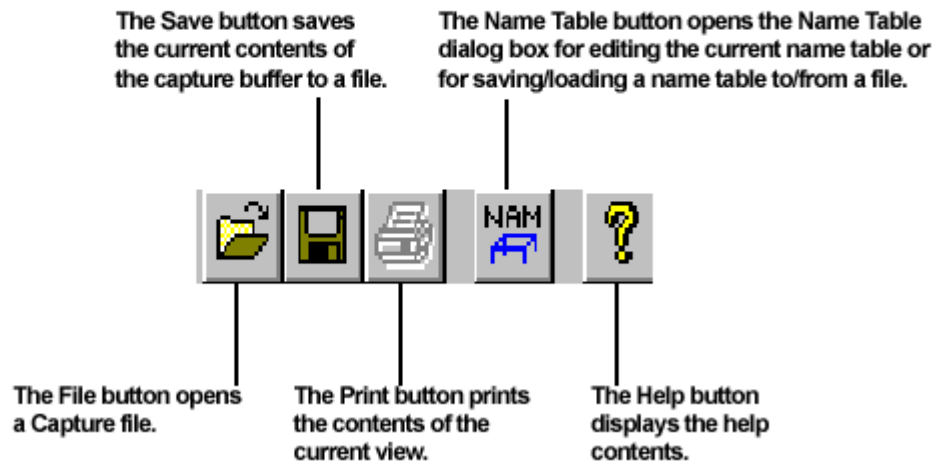 The Save button saves
the current contents of
the capture buffer to a file.
The Name Table button opens the Name Table
dialog box for editing the current name table or
for saving/loading a name table to/from a file.
NAM
The File button opens
a Capture file.
The Print button prints
the contents of the
current view.
The Help button
displays the help
contents.